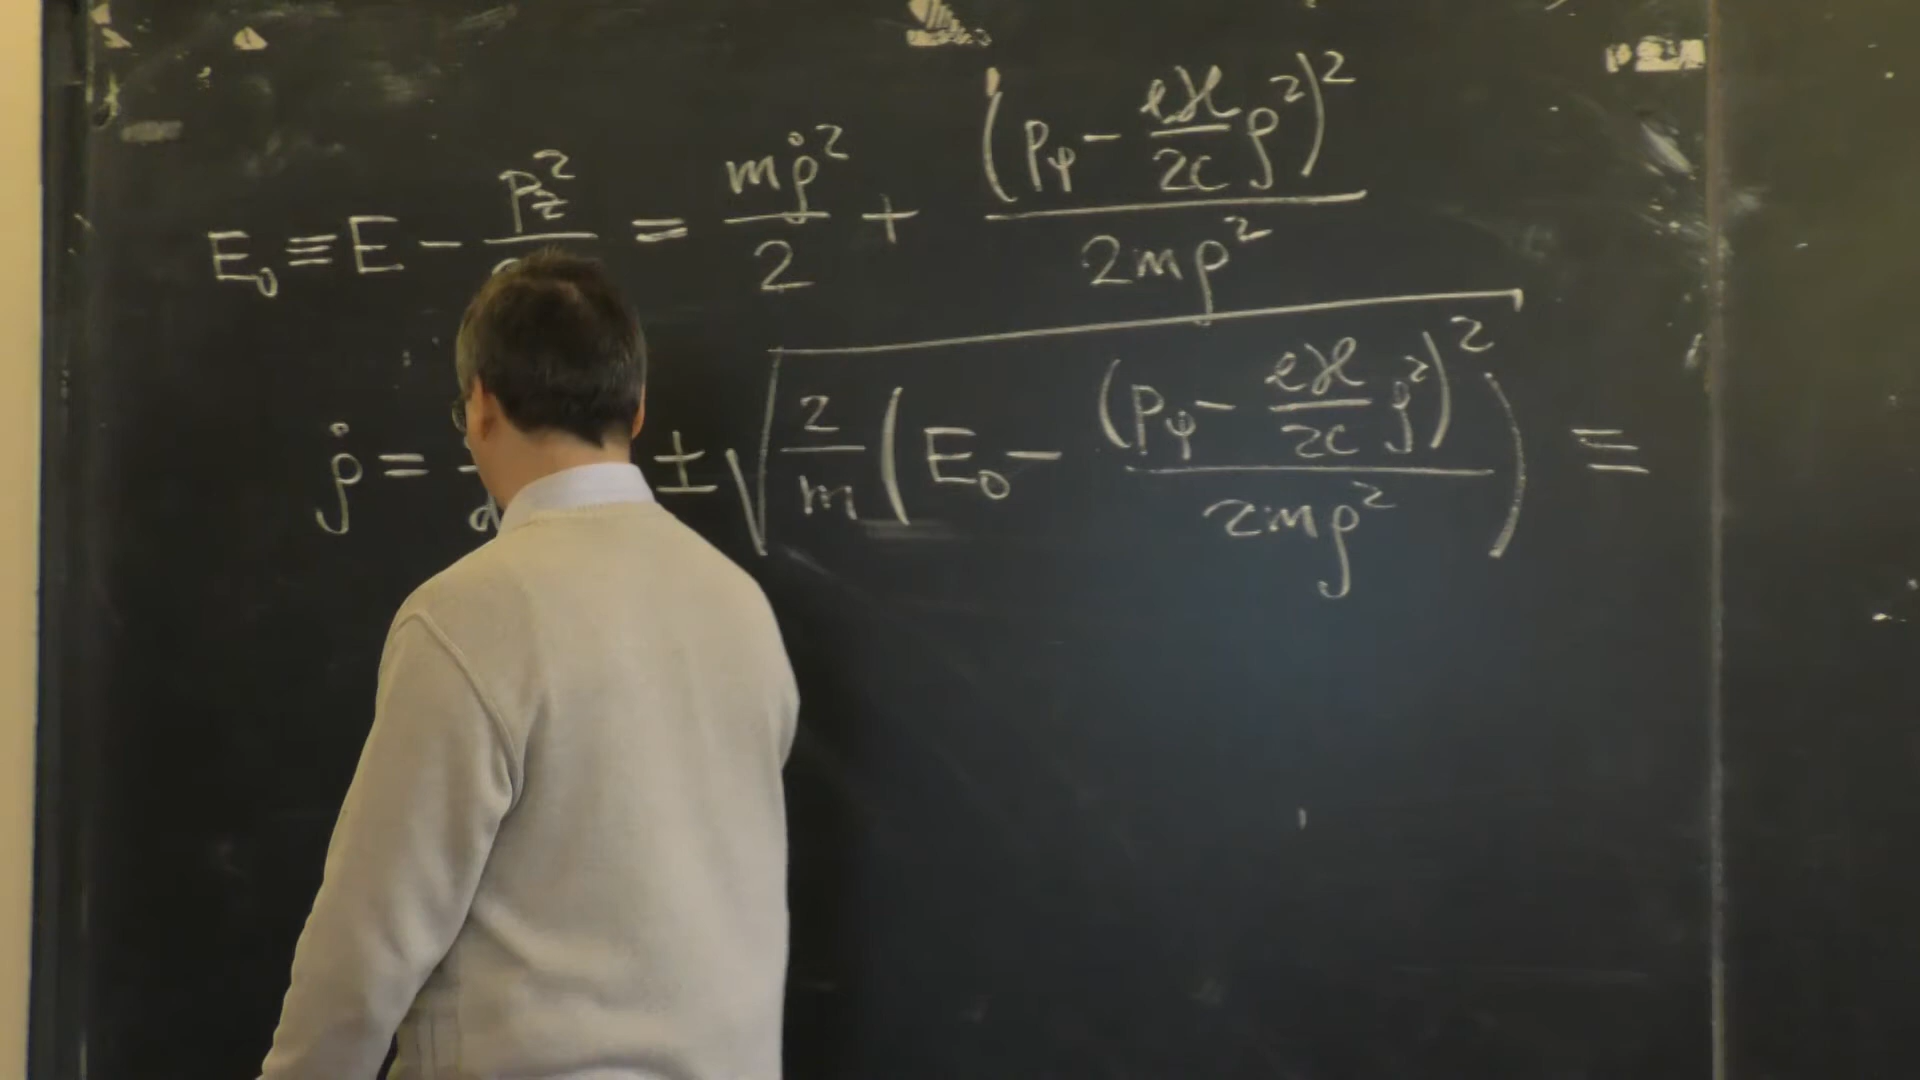 E₀ ≡ E − p_z² / = mρ̇²/2 + (p_φ − eℋ/2c ρ²)² / 2mρ²
ρ̇ = d ± √(2/m (E₀ − (p_φ − eℋ/2c ρ²)² / 2mρ²)) =